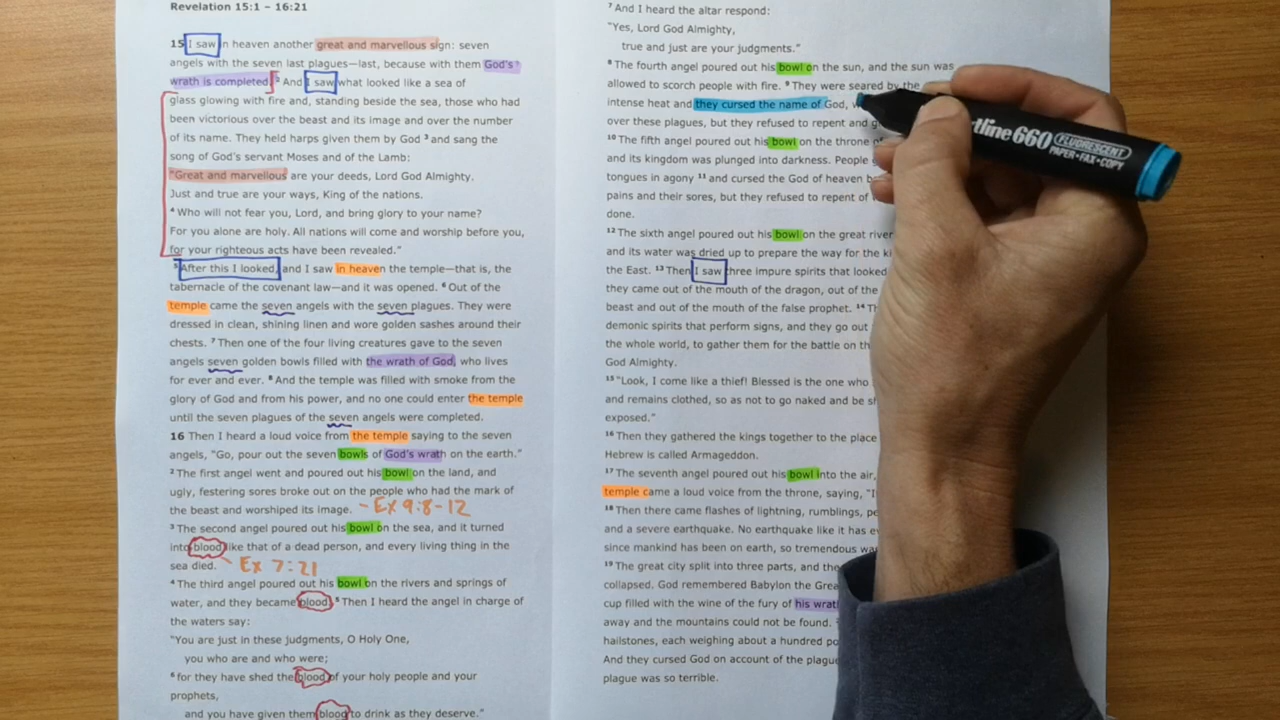 Revelation 15:1 – 16:21
15 I saw in heaven another great and marvellous sign: seven
angels with the seven last plagues—last, because with them God's
wrath is completed. 2 And I saw what looked like a sea of
glass glowing with fire and, standing beside the sea, those who had
been victorious over the beast and its image and over the number
of its name. They held harps given them by God 3 and sang the
song of God's servant Moses and of the Lamb:
"Great and marvellous are your deeds, Lord God Almighty.
Just and true are your ways, King of the nations.
4 Who will not fear you, Lord, and bring glory to your name?
For you alone are holy. All nations will come and worship before you,
for your righteous acts have been revealed."
5 After this I looked, and I saw in heaven the temple—that is, the
tabernacle of the covenant law—and it was opened. 6 Out of the
temple came the seven angels with the seven plagues. They were
dressed in clean, shining linen and wore golden sashes around their
chests. 7 Then one of the four living creatures gave to the seven
angels seven golden bowls filled with the wrath of God, who lives
for ever and ever. 8 And the temple was filled with smoke from the
glory of God and from his power, and no one could enter the temple
until the seven plagues of the seven angels were completed.
16 Then I heard a loud voice from the temple saying to the seven
angels, "Go, pour out the seven bowls of God's wrath on the earth."
2 The first angel went and poured out his bowl on the land, and
ugly, festering sores broke out on the people who had the mark of
the beast and worshiped its image. - Ex 9:8-12
3 The second angel poured out his bowl on the sea, and it turned
into blood like that of a dead person, and every living thing in the
sea died. - Ex 7:21
4 The third angel poured out his bowl on the rivers and springs of
water, and they became blood. 5 Then I heard the angel in charge of
the waters say:
"You are just in these judgments, O Holy One,
you who are and who were;
6 for they have shed the blood of your holy people and your
prophets,
and you have given them blood to drink as they deserve."
7 And I heard the altar respond:
"Yes, Lord God Almighty,
true and just are your judgments."
8 The fourth angel poured out his bowl on the sun, and the sun was
allowed to scorch people with fire. 9 They were seared by the
intense heat and they cursed the name of God,
over these plagues, but they refused to repent and
10 The fifth angel poured out his bowl on the throne
and its kingdom was plunged into darkness. People
tongues in agony 11 and cursed the God of heaven
pains and their sores, but they refused to repent of
done.
12 The sixth angel poured out his bowl on the great river
and its water was dried up to prepare the way for the
the East. 13 Then I saw three impure spirits that looked
they came out of the mouth of the dragon, out of the
beast and out of the mouth of the false prophet. 14
demonic spirits that perform signs, and they go out
the whole world, to gather them for the battle on
God Almighty.
15 "Look, I come like a thief! Blessed is the one who
and remains clothed, so as not to go naked and be
exposed."
16 Then they gathered the kings together to the place
Hebrew is called Armageddon.
17 The seventh angel poured out his bowl into the air,
temple came a loud voice from the throne, saying,
18 Then there came flashes of lightning, rumblings,
and a severe earthquake. No earthquake like it has
since mankind has been on earth, so tremendous
19 The great city split into three parts, and the
collapsed. God remembered Babylon the
cup filled with the wine of the fury of his
away and the mountains could not be found.
hailstones, each weighing about a hundred
And they cursed God on account of the
plague was so terrible.
tline 660 FLUORESCENT
PAPER•FAX•COPY